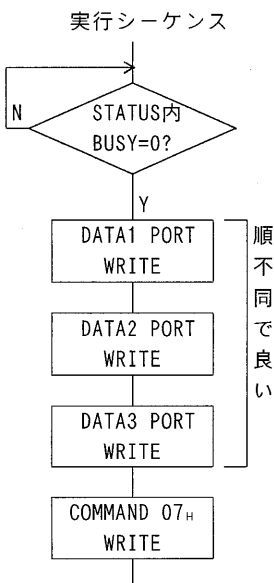 実行シーケンス
STATUS内
BUSY=0?
N
Y
DATA1 PORT
WRITE
DATA2 PORT
WRITE
DATA3 PORT
WRITE
順不同で良い
COMMAND 07H
WRITE